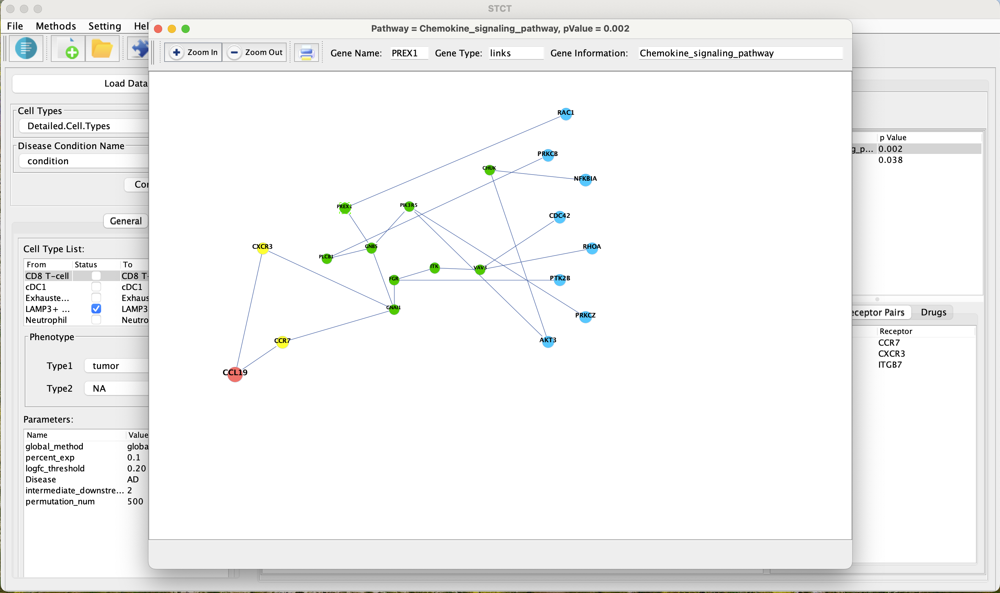 STCT
File Methods Setting Hel
Pathway = Chemokine_signaling_pathway, pValue = 0.002
Zoom In Zoom Out Gene Name: PREX1 Gene Type: links Gene Information: Chemokine_signaling_pathway
Load Data
Cell Types
Detailed.Cell.Types
Disease Condition Name
condition
Cor
General
Cell Type List:
From Status To
CD8 T-cell CD8 T-
cDC1 cDC1
Exhauste... Exhaus
LAMP3+ ... LAMP3
Neutrophil Neutro
Phenotype
Type1 tumor
Type2 NA
Parameters:
Name Value
global_method globa
percent_exp 0.1
logfc_threshold 0.20
Disease AD
intermediate_downstre... 2
permutation_num 500
RAC1
PRKCB
CHUK
NFKBIA
PREX1
PIK3R5
CDC42
CXCR3
GNB5
RHOA
PLCB1
ITK
VAV3
FGR
PTK2B
GNAI1
PRKCZ
CCR7
AKT3
CCL19
p Value
g_p... 0.002
0.038
eceptor Pairs Drugs
Receptor
CCR7
CXCR3
ITGB7